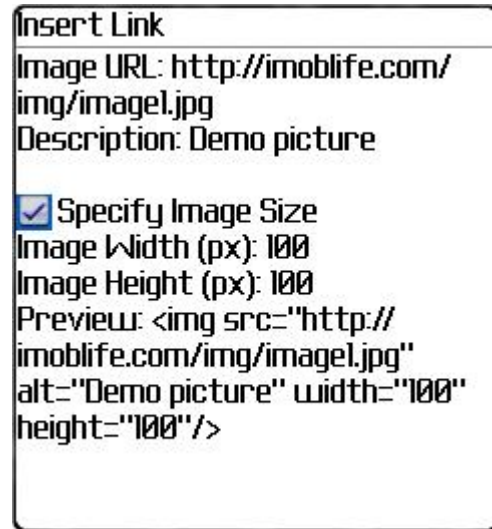 Insert Link
Image URL: http://imoblife.com/
img/image1.jpg
Description: Demo picture
Specify Image Size
Image Width (px): 100
Image Height (px): 100
Preview: <img src="http://
imoblife.com/img/image1.jpg"
alt="Demo picture" width="100"
height="100"/>